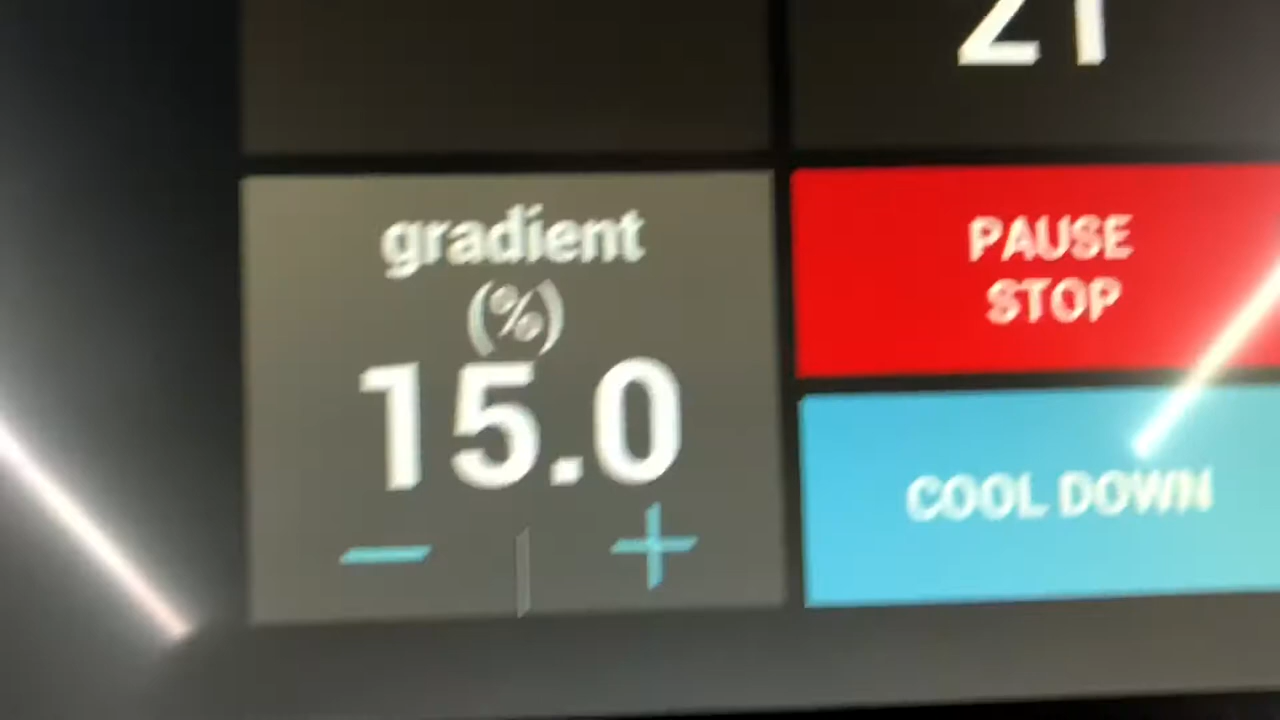 21
gradient
(%)
15.0
- +
PAUSE
STOP
COOL DOWN